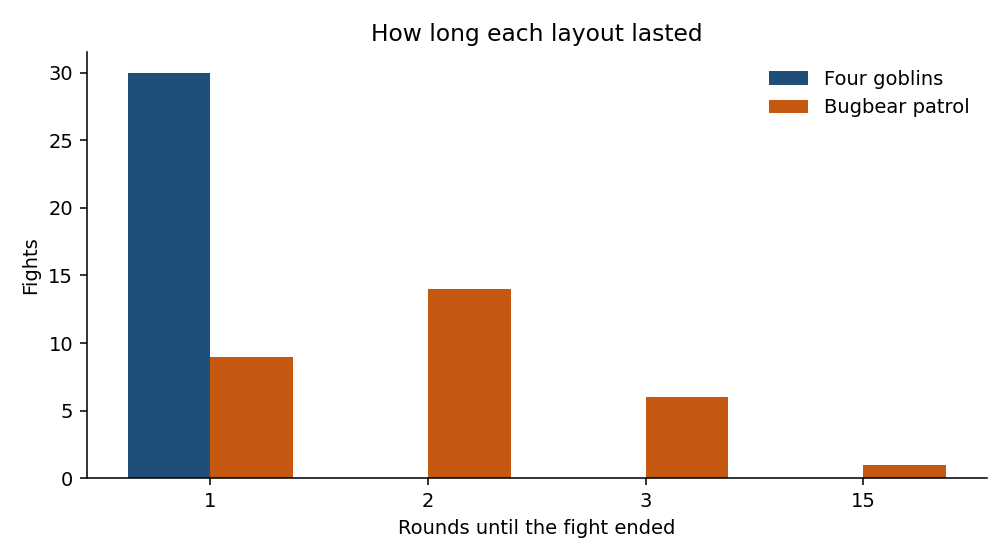 How long each layout lasted
Four goblins
Bugbear patrol
30
25
20
15
10
5
0
Fights
1 2 3 15
Rounds until the fight ended